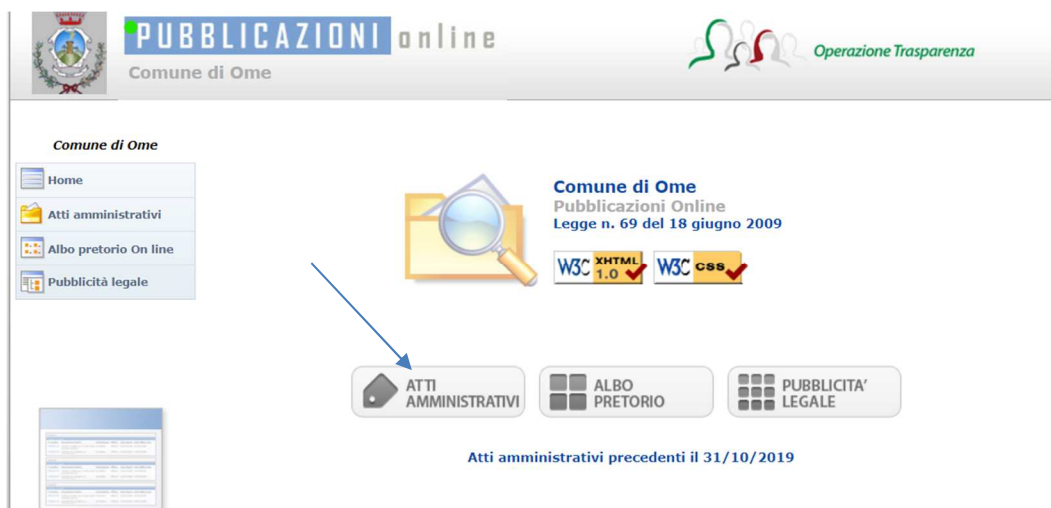 PUBBLICAZIONI online
Comune di Ome
Operazione Trasparenza
Comune di Ome
Home
Atti amministrativi
Albo pretorio On line
Pubblicità legale
Comune di Ome
Pubblicazioni Online
Legge n. 69 del 18 giugno 2009
W3C XHTML 1.0
W3C css
ATTI
AMMINISTRATIVI
ALBO
PRETORIO
PUBBLICITA'
LEGALE
Atti amministrativi precedenti il 31/10/2019